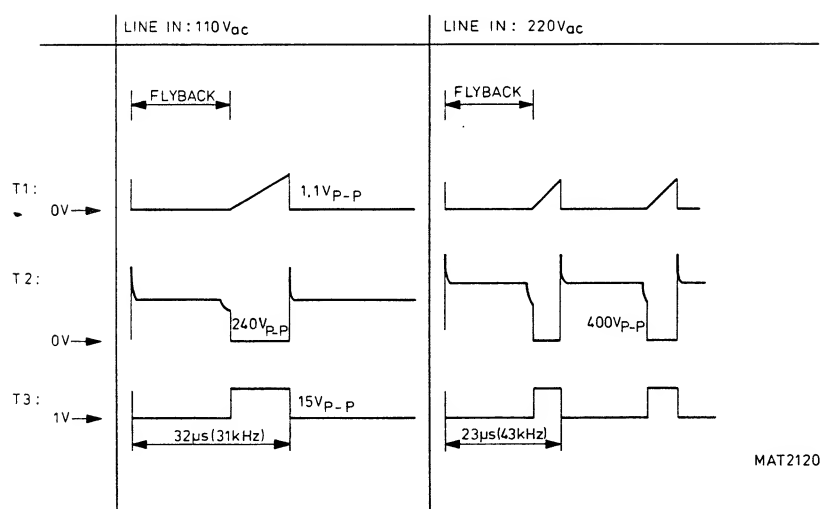 LINE IN : 110Vac
LINE IN : 220Vac
FLYBACK
FLYBACK
T1:
0V
1.1VP-P
T2:
0V
240VP-P
400VP-P
T3:
1V
15VP-P
32µs(31kHz)
23µs(43kHz)
MAT2120